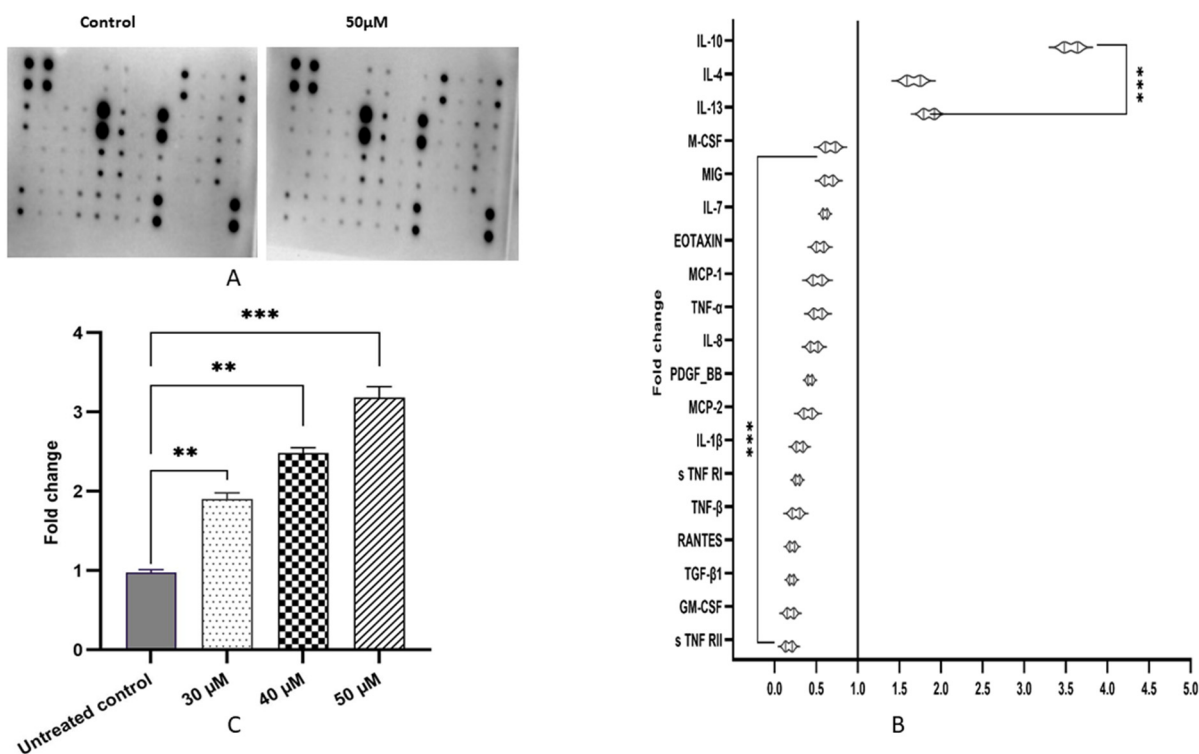 Control
50µM
A
***
**
**
Fold change
4
3
2
1
0
Untreated control
30 µM
40 µM
50 µM
C
IL-10
IL-4
IL-13
M-CSF
MIG
IL-7
EOTAXIN
MCP-1
TNF-α
IL-8
PDGF_BB
MCP-2
IL-1β
s TNF RI
TNF-β
RANTES
TGF-β1
GM-CSF
s TNF RII
Fold change
***
***
0.0 0.5 1.0 1.5 2.0 2.5 3.0 3.5 4.0 4.5 5.0
B